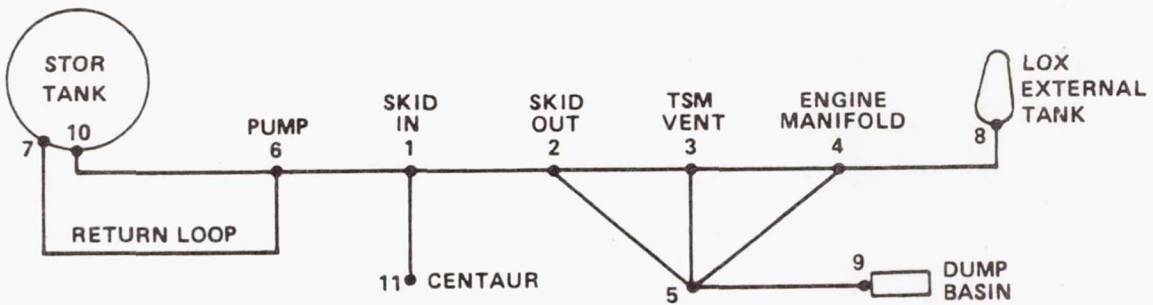 STOR
TANK
10
7
PUMP
6
SKID
IN
1
SKID
OUT
2
TSM
VENT
3
ENGINE
MANIFOLD
4
LOX
EXTERNAL
TANK
8
RETURN LOOP
11 CENTAUR
5
9
DUMP
BASIN